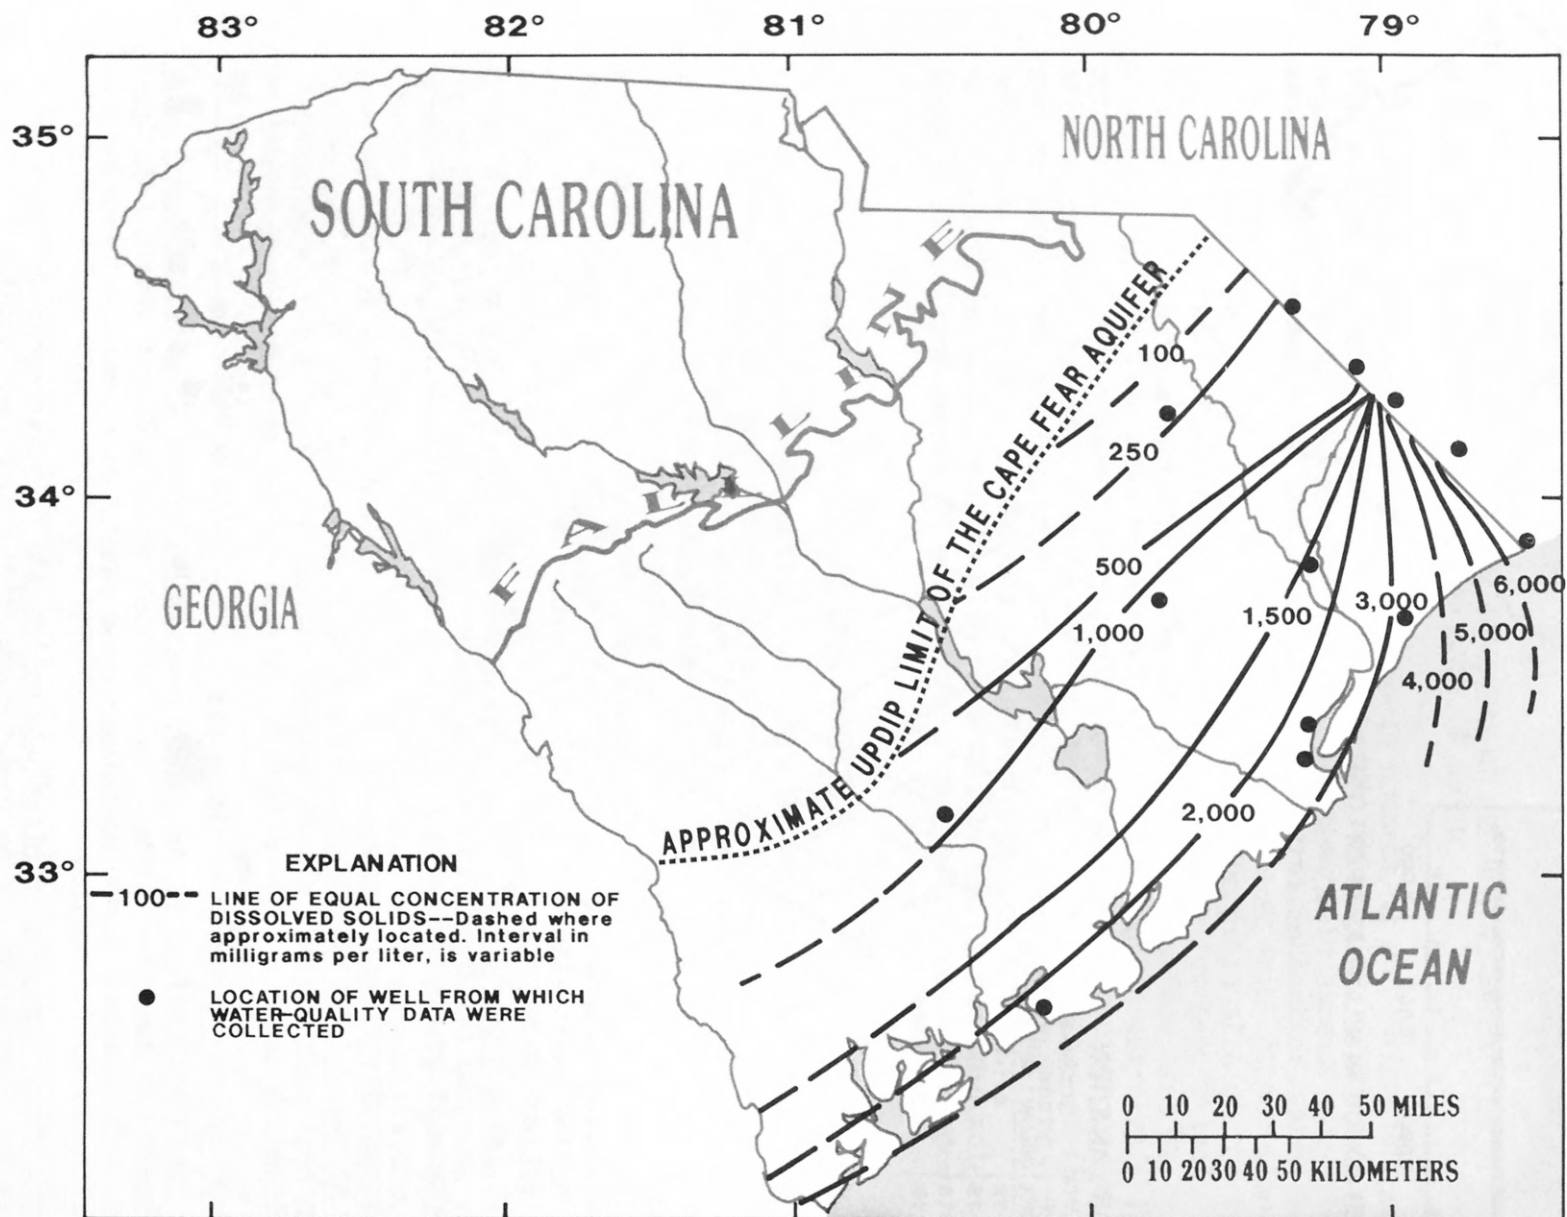 83° 82° 81° 80° 79°
35°
34°
33°
NORTH CAROLINA
SOUTH CAROLINA
GEORGIA
FALL LINE
APPROXIMATE UPDIP LIMIT OF THE CAPE FEAR AQUIFER
100
250
500
1,000
1,500
2,000
3,000
4,000
5,000
6,000
ATLANTIC
OCEAN
EXPLANATION
100 LINE OF EQUAL CONCENTRATION OF
DISSOLVED SOLIDS--Dashed where
approximately located. Interval in
milligrams per liter, is variable
LOCATION OF WELL FROM WHICH
WATER-QUALITY DATA WERE
COLLECTED
0 10 20 30 40 50 MILES
0 10 20 30 40 50 KILOMETERS